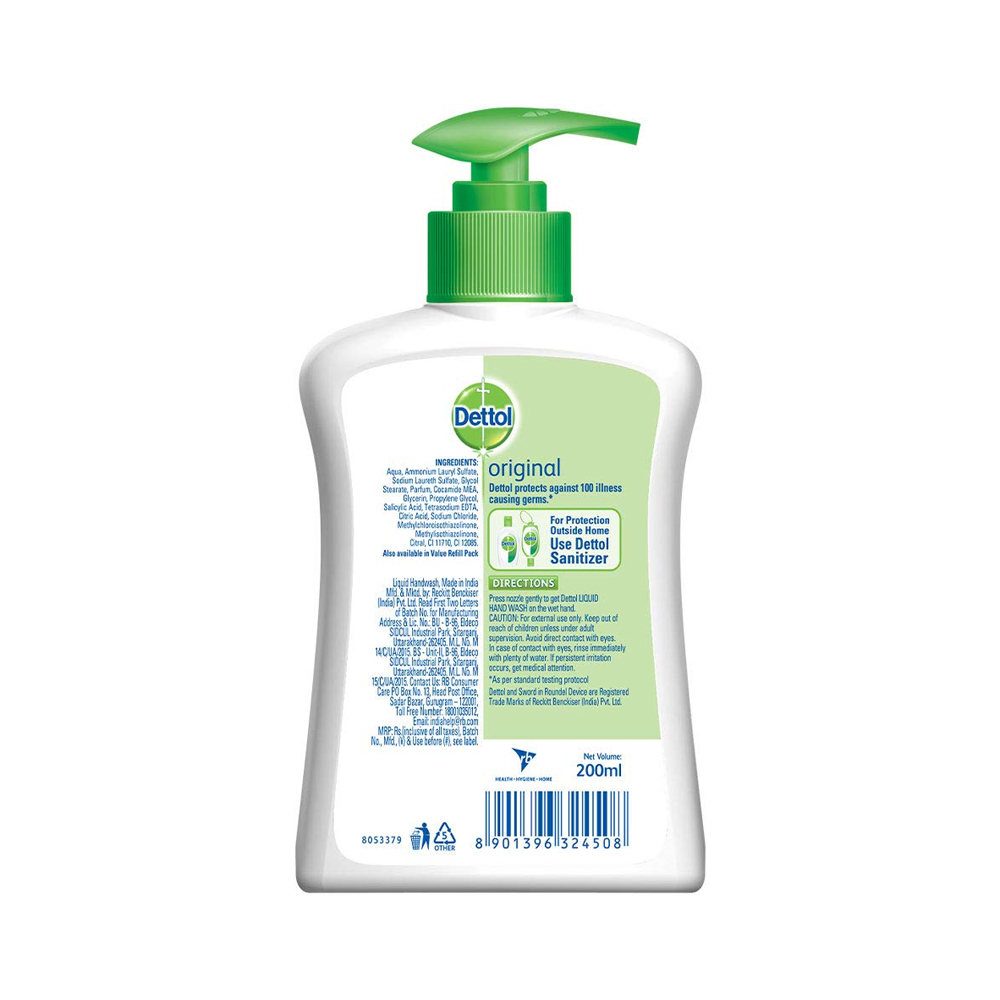 Dettol
INGREDIENTS:
Aqua, Ammonium Lauryl Sulfate,
Sodium Laureth Sulfate, Glycol
Stearate, Parfum, Cocamide MEA,
Glycerin, Propylene Glycol,
Salicylic Acid, Tetrasodium EDTA,
Citric Acid, Sodium Chloride,
Methylchloroisothiazolinone,
Methylisothiazolinone,
Citral, CI 11710, CI 12085.
Also available in Value Refill Pack
Liquid Handwash, Made in India
Mfd. & Mktd. by: Reckitt Benckiser
(India) Pvt. Ltd. Read First Two Letters
of Batch No. for Manufacturing
Address & Lic. No.: BU - B-96, Eldeco
SIDCUL Industrial Park, Sitarganj,
Uttarakhand-262405. M.L. No. M
14/C/UA/2015. BS - Unit-II, B-96, Eldeco
SIDCUL Industrial Park, Sitarganj,
Uttarakhand-262405. M.L. No. M
15/C/UA/2015. Contact Us: RB Consumer
Care PO Box No. 13, Head Post Office,
Sadar Bazar, Gurugram – 122001,
Toll Free Number: 18001035012,
Email: indiahelp@rb.com
MRP: Rs.(inclusive of all taxes), Batch
No., Mfd., (¥) & Use before (#), see label.
original
Dettol protects against 100 illness
causing germs.*
Dettol
Dettol
For Protection
Outside Home
Use Dettol
Sanitizer
DIRECTIONS
Press nozzle gently to get Dettol LIQUID
HAND WASH on the wet hand.
CAUTION: For external use only. Keep out of
reach of children unless under adult
supervision. Avoid direct contact with eyes.
In case of contact with eyes, rinse immediately
with plenty of water. If persistent irritation
occurs, get medical attention.
*As per standard testing protocol
Dettol and Sword in Roundel Device are Registered
Trade Marks of Reckitt Benckiser (India) Pvt. Ltd.
rb
HEALTH • HYGIENE • HOME
Net Volume:
200ml
8053379
5
OTHER
8 901396 324508